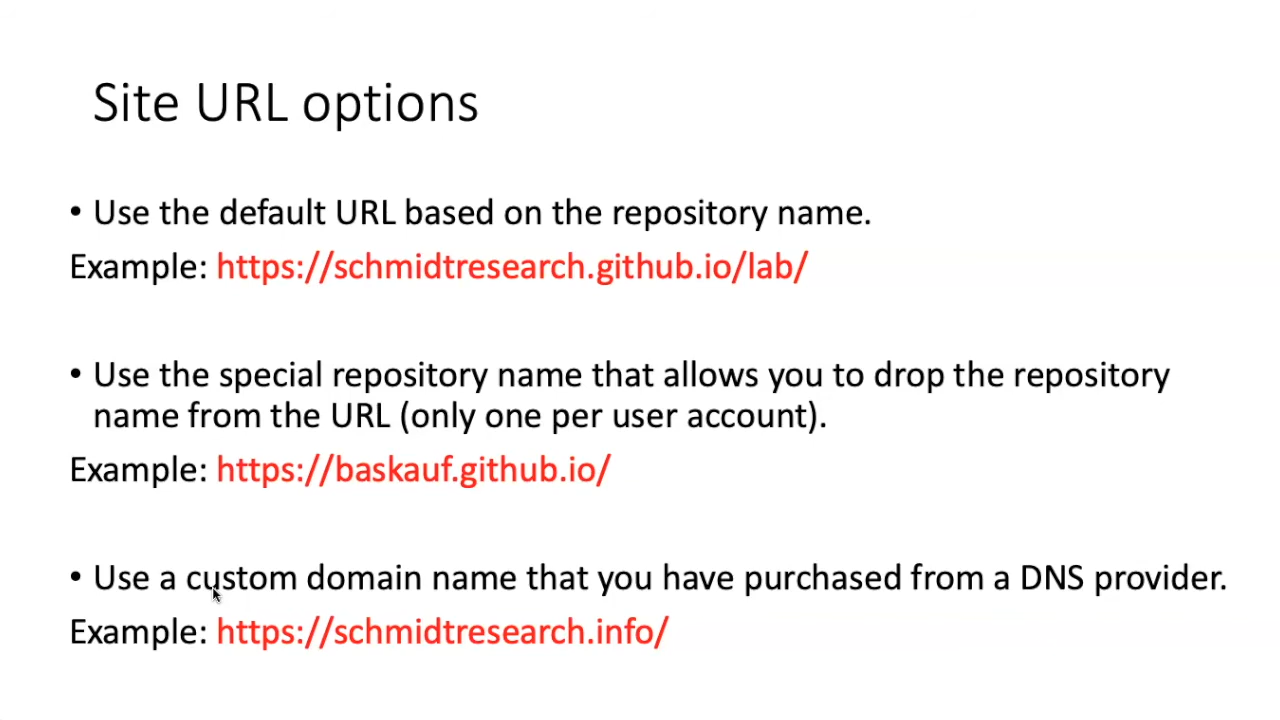 Site URL options
• Use the default URL based on the repository name.
Example: https://schmidtresearch.github.io/lab/
• Use the special repository name that allows you to drop the repository
name from the URL (only one per user account).
Example: https://baskauf.github.io/
• Use a custom domain name that you have purchased from a DNS provider.
Example: https://schmidtresearch.info/